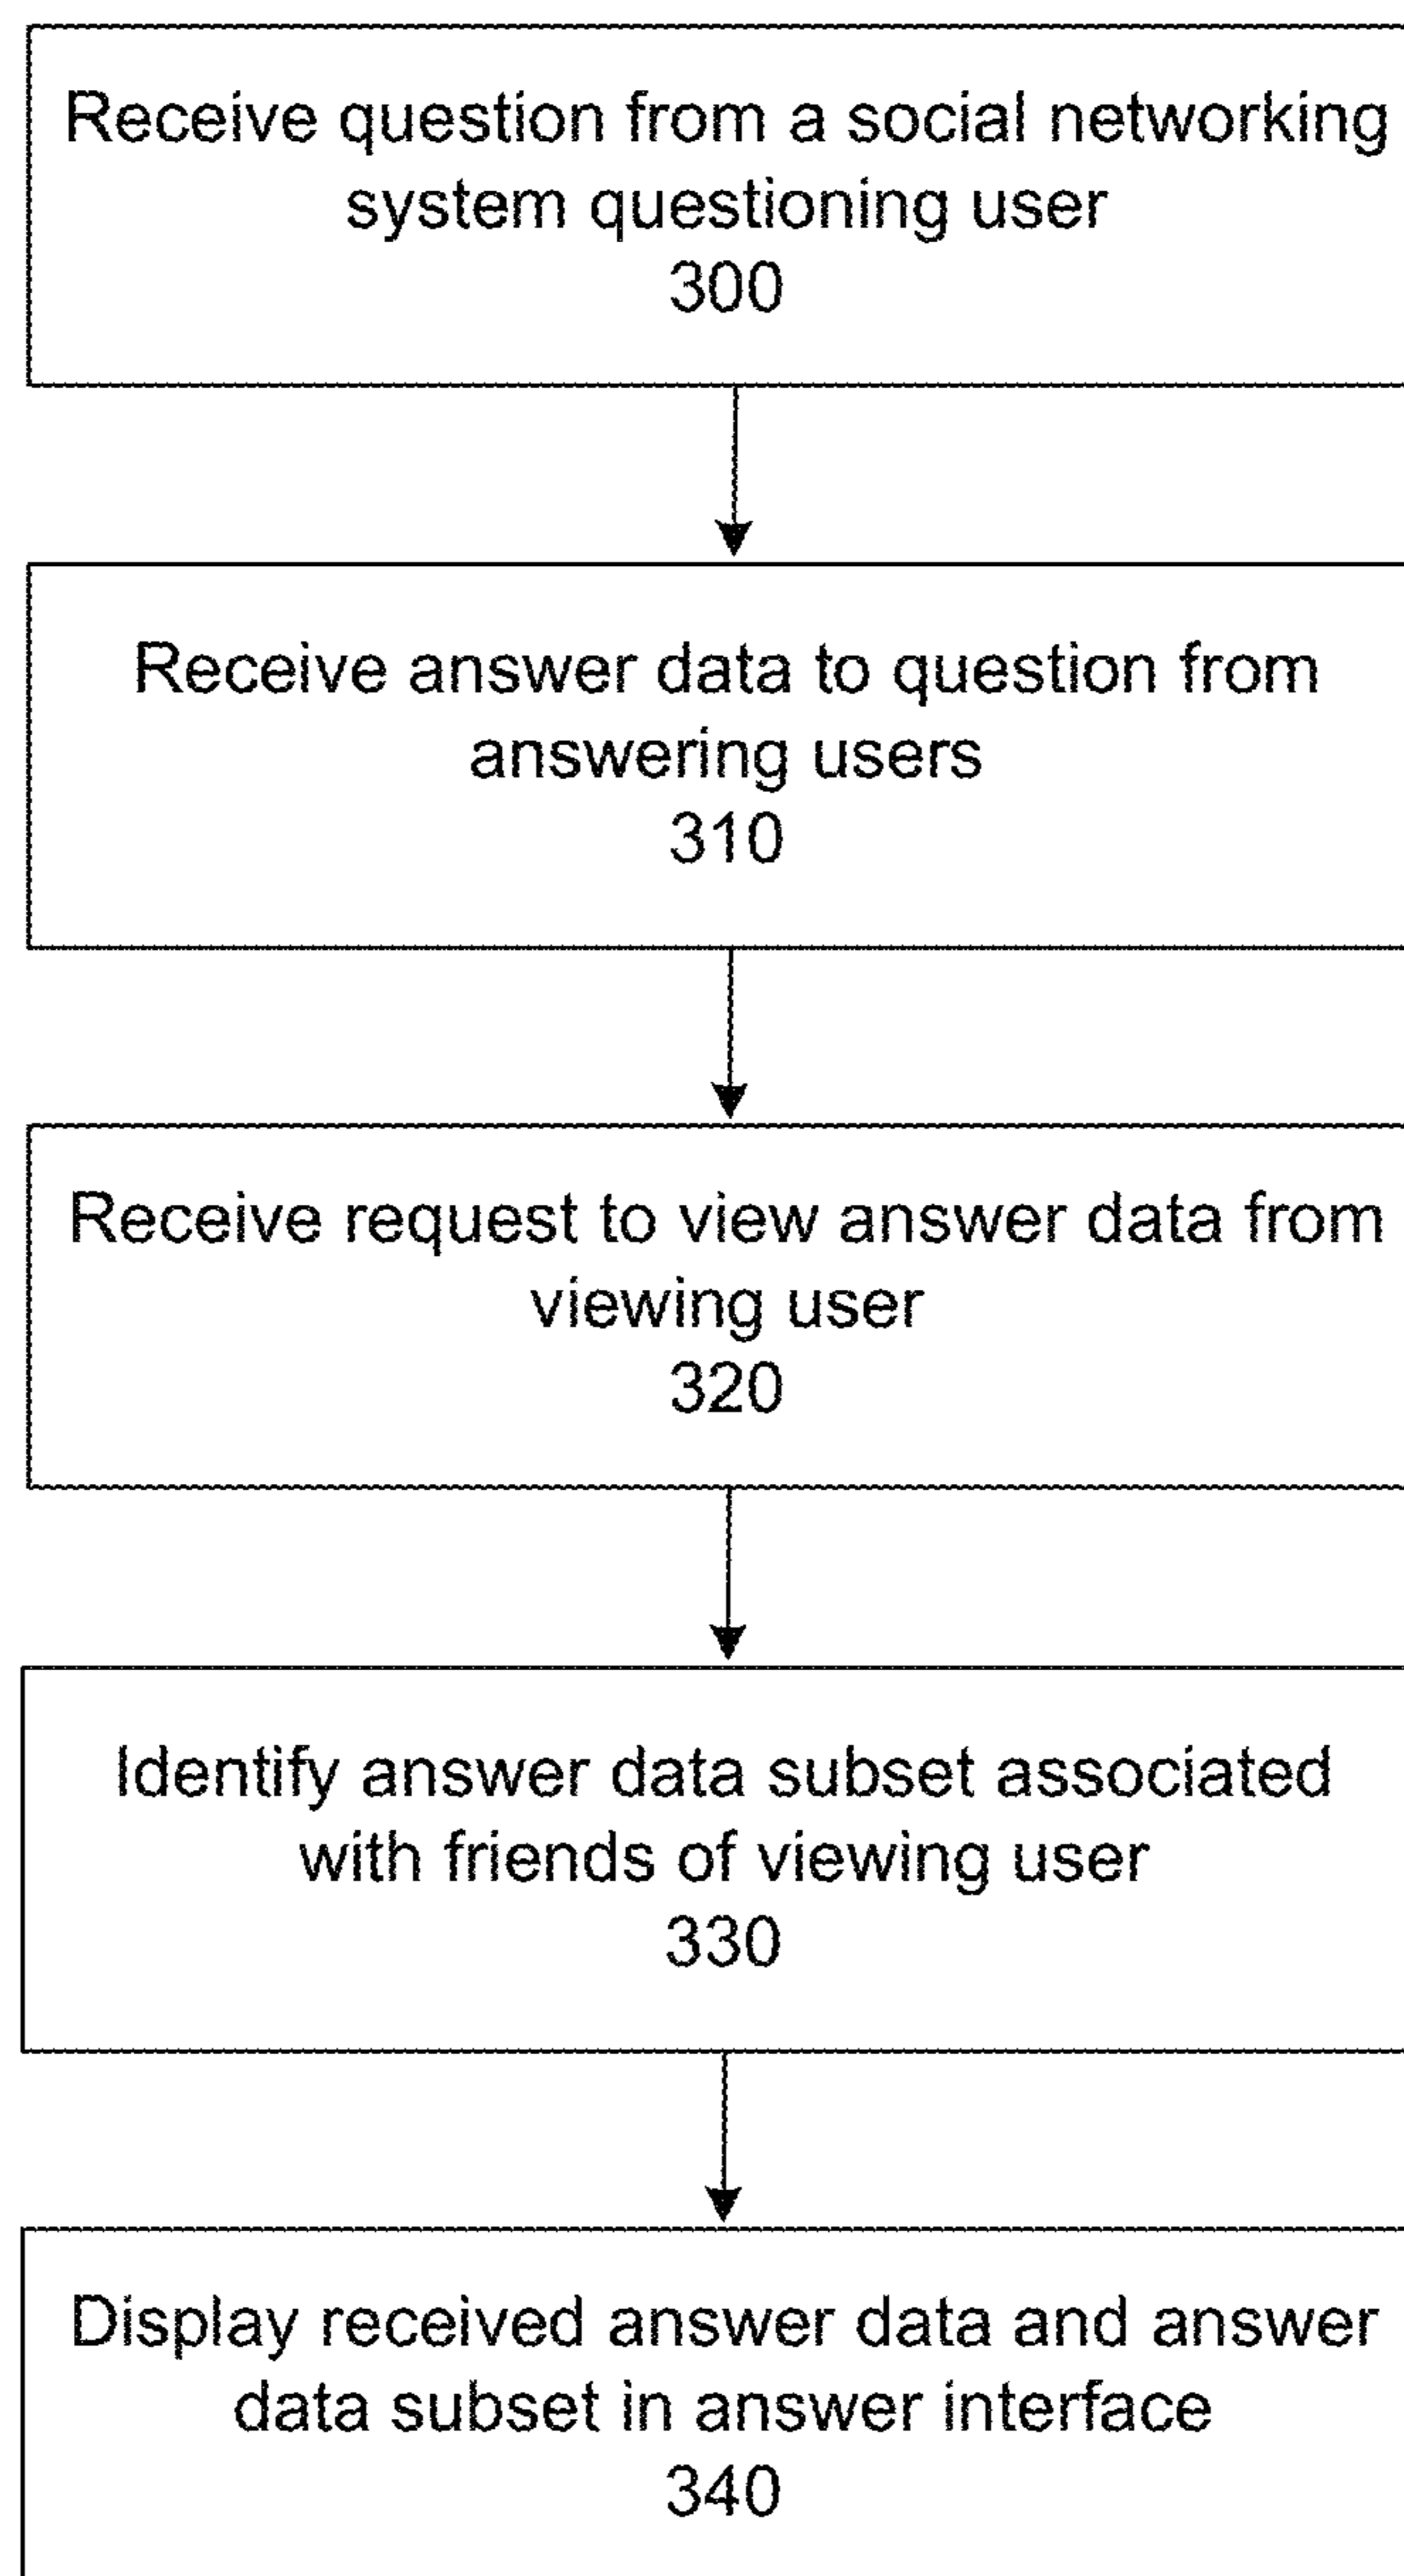 Receive question from a social networking
system questioning user
300
Receive answer data to question from
answering users
310
Receive request to view answer data from
viewing user
320
Identify answer data subset associated
with friends of viewing user
330
Display received answer data and answer
data subset in answer interface
340